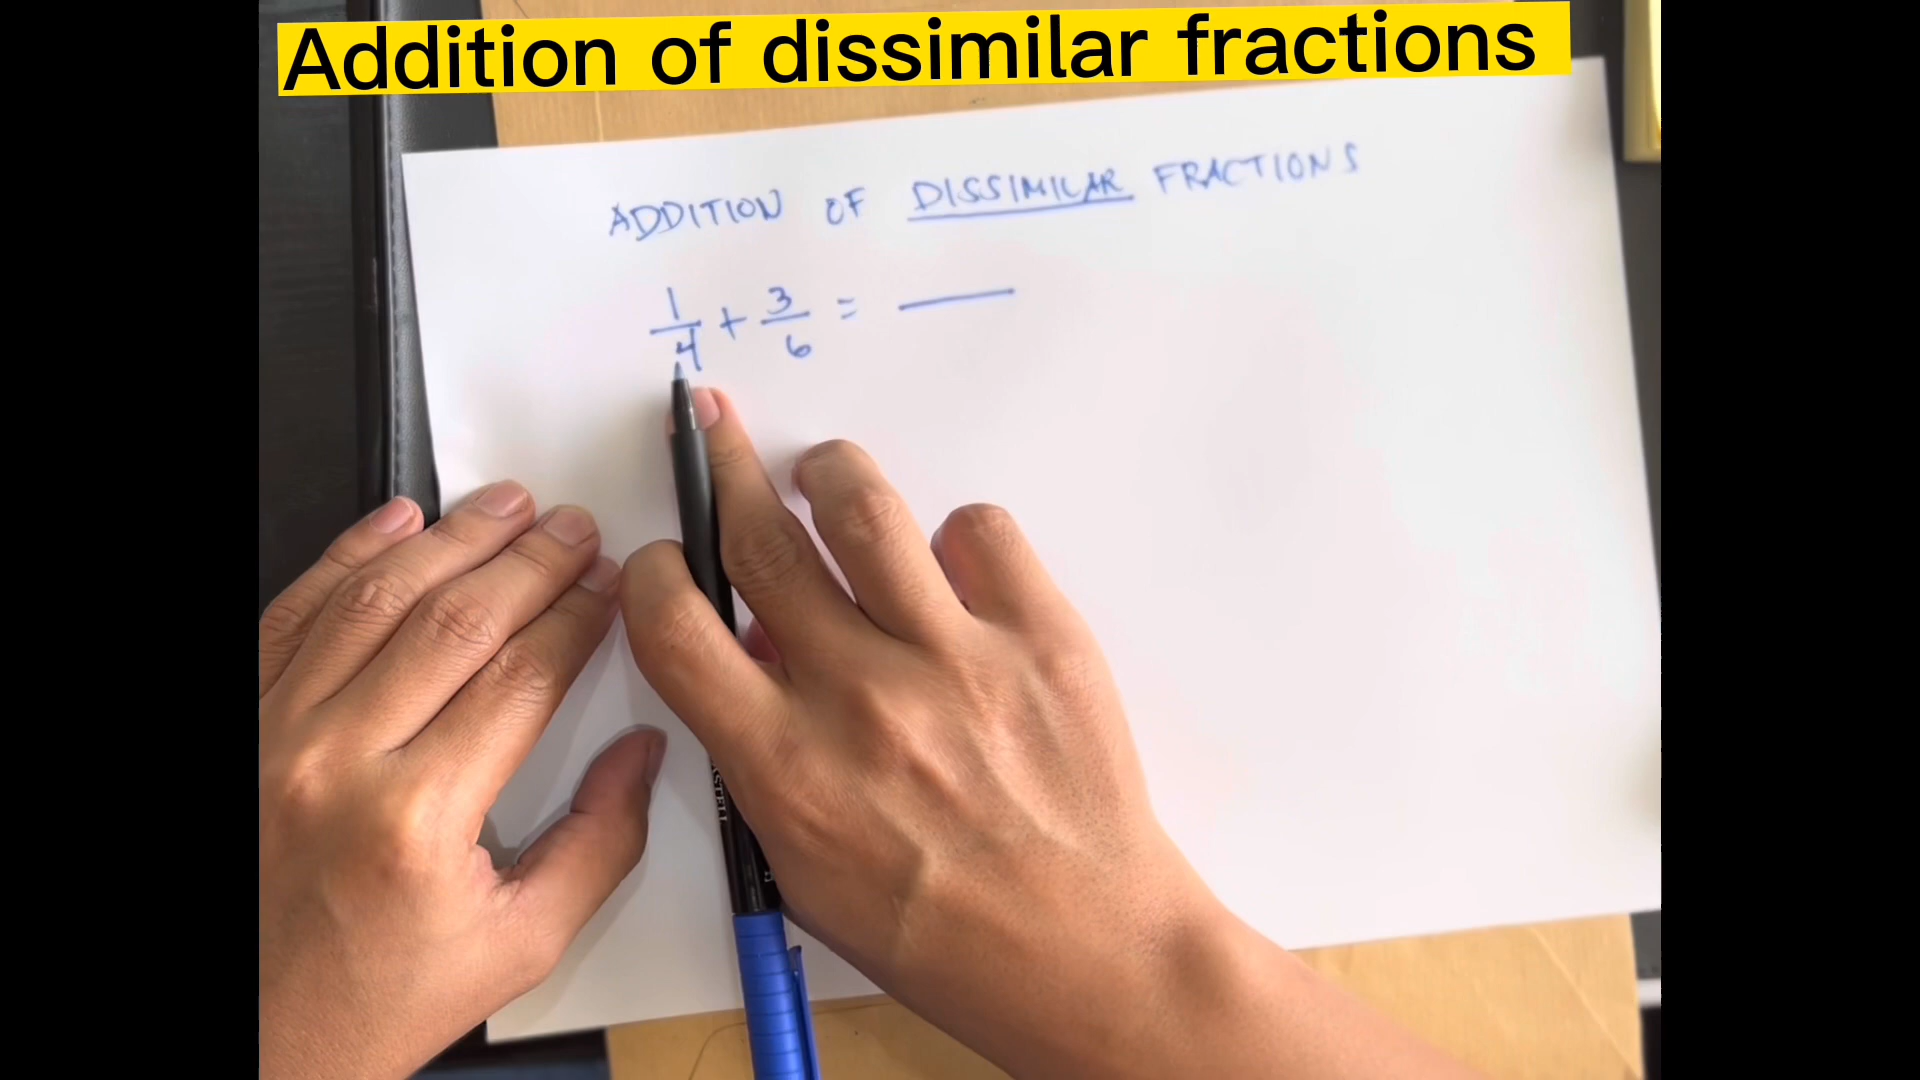 Addition of dissimilar fractions
ADDITION OF DISSIMILAR FRACTIONS
1/4 + 3/6 = ___